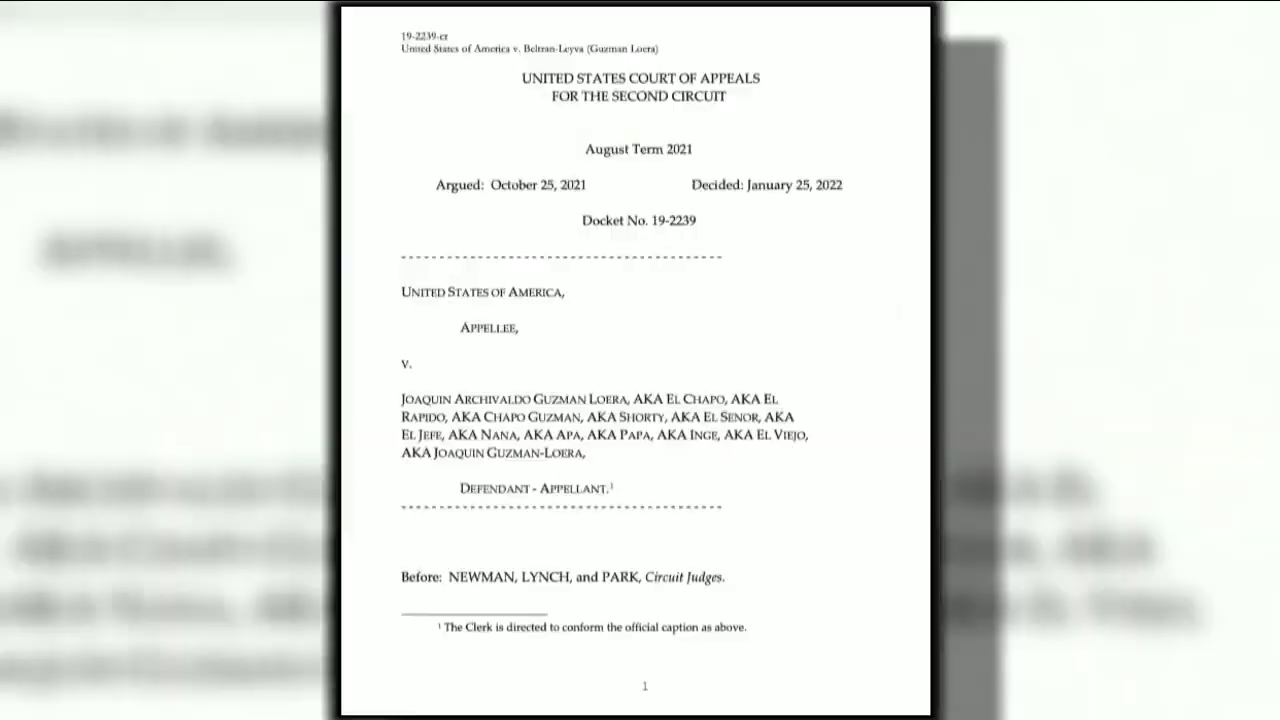 19-2239-cr
United States of America v. Beltran-Leyva (Guzman Loera)
UNITED STATES COURT OF APPEALS
FOR THE SECOND CIRCUIT
August Term 2021
Argued: October 25, 2021 Decided: January 25, 2022
Docket No. 19-2239
- - - - - - - - - - - - - - - - - - - - - - - - - - - - - - - - - - - - - - - -
UNITED STATES OF AMERICA,
APPELLEE,
V.
JOAQUIN ARCHIVALDO GUZMAN LOERA, AKA EL CHAPO, AKA EL
RAPIDO, AKA CHAPO GUZMAN, AKA SHORTY, AKA EL SENOR, AKA
EL JEFE, AKA NANA, AKA APA, AKA PAPA, AKA INGE, AKA EL VIEJO,
AKA JOAQUIN GUZMAN-LOERA,
DEFENDANT - APPELLANT.¹
- - - - - - - - - - - - - - - - - - - - - - - - - - - - - - - - - - - - - - - -
Before: NEWMAN, LYNCH, and PARK, Circuit Judges.
¹ The Clerk is directed to conform the official caption as above.
1